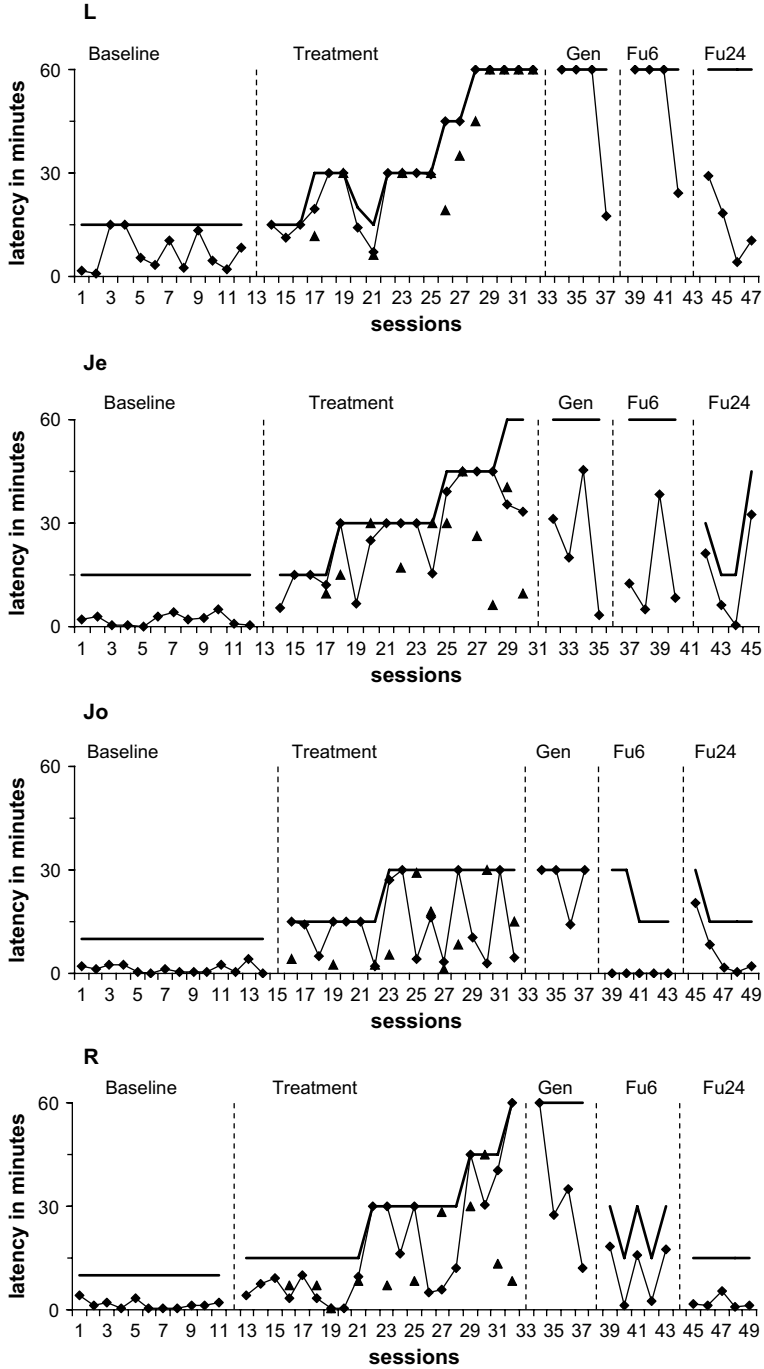 L
Baseline Treatment Gen Fu6 Fu24
60
30
0
latency in minutes
1 3 5 7 9 11 13 15 17 19 21 23 25 27 29 31 33 35 37 39 41 43 45 47
sessions
Je
Baseline Treatment Gen Fu6 Fu24
60
30
0
latency in minutes
1 3 5 7 9 11 13 15 17 19 21 23 25 27 29 31 33 35 37 39 41 43 45
sessions
Jo
Baseline Treatment Gen Fu6 Fu24
60
30
0
latency in minutes
1 3 5 7 9 11 13 15 17 19 21 23 25 27 29 31 33 35 37 39 41 43 45 47 49
sessions
R
Baseline Treatment Gen Fu6 Fu24
60
30
0
latency in minutes
1 3 5 7 9 11 13 15 17 19 21 23 25 27 29 31 33 35 37 39 41 43 45 47 49
sessions